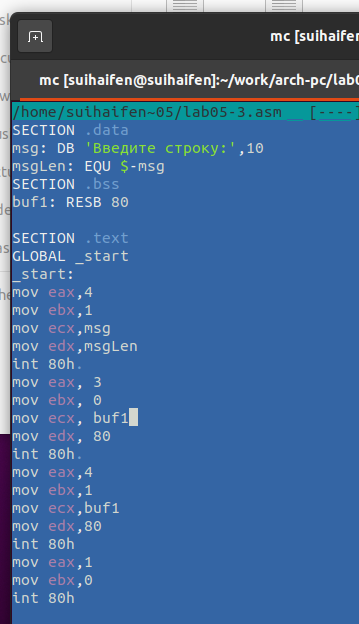 mc [suihaifen
mc [suihaifen@suihaifen]:~/work/arch-pc/lab0
/home/suihaifen~05/lab05-3.asm [----]
SECTION .data
msg: DB 'Введите строку:',10
msgLen: EQU $-msg
SECTION .bss
buf1: RESB 80
SECTION .text
GLOBAL _start
_start:
mov eax,4
mov ebx,1
mov ecx,msg
mov edx,msgLen
int 80h.
mov eax, 3
mov ebx, 0
mov ecx, buf1
mov edx, 80
int 80h.
mov eax,4
mov ebx,1
mov ecx,buf1
mov edx,80
int 80h
mov eax,1
mov ebx,0
int 80h